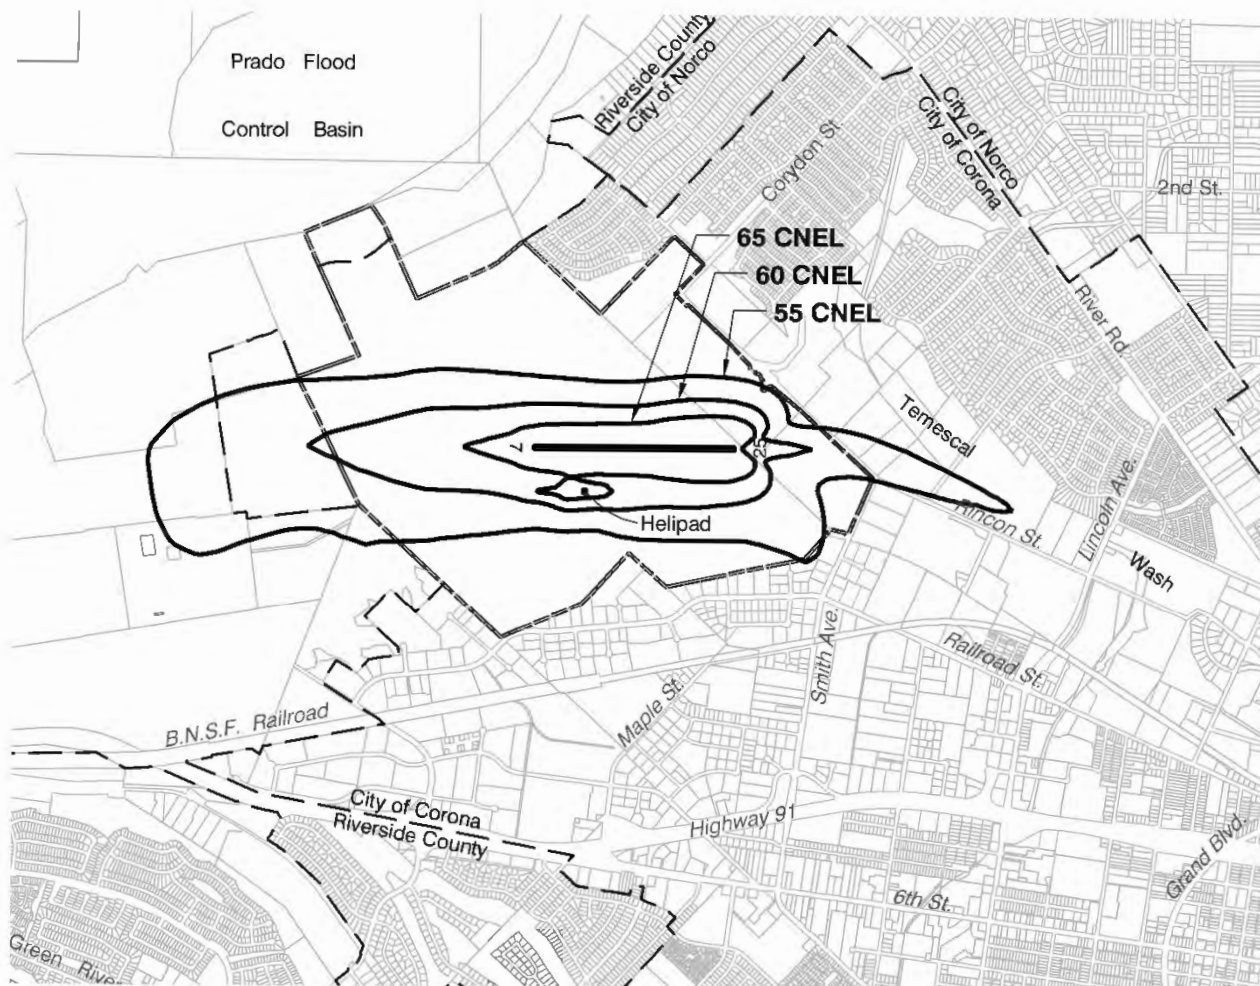 Prado Flood
Control Basin
Riverside County
City of Norco
City of Norco
City of Corona
Corydon St.
2nd St.
65 CNEL
60 CNEL
55 CNEL
River Rd.
Temescal
7
25
Helipad
Rincon St.
Lincoln Ave.
Wash
Smith Ave.
Railroad St.
Maple St.
B.N.S.F. Railroad
City of Corona
Riverside County
Highway 91
Grand Blvd.
6th St.
Green River